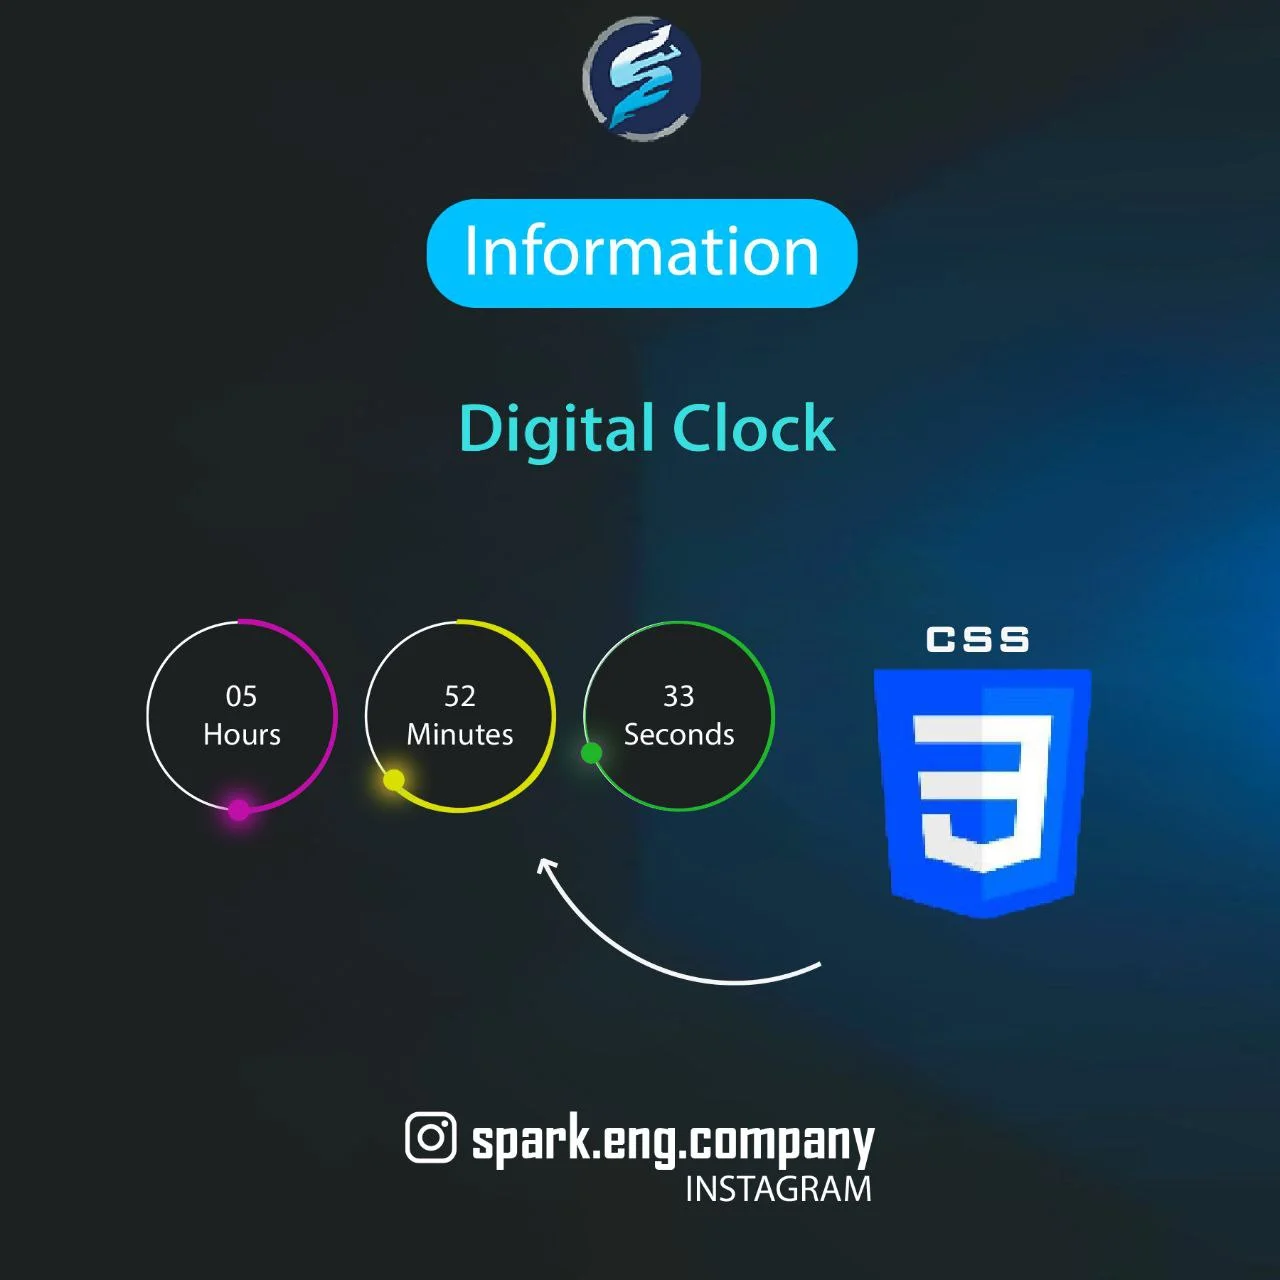 Information
Digital Clock
05
Hours
52
Minutes
33
Seconds
CSS
spark.eng.company
INSTAGRAM